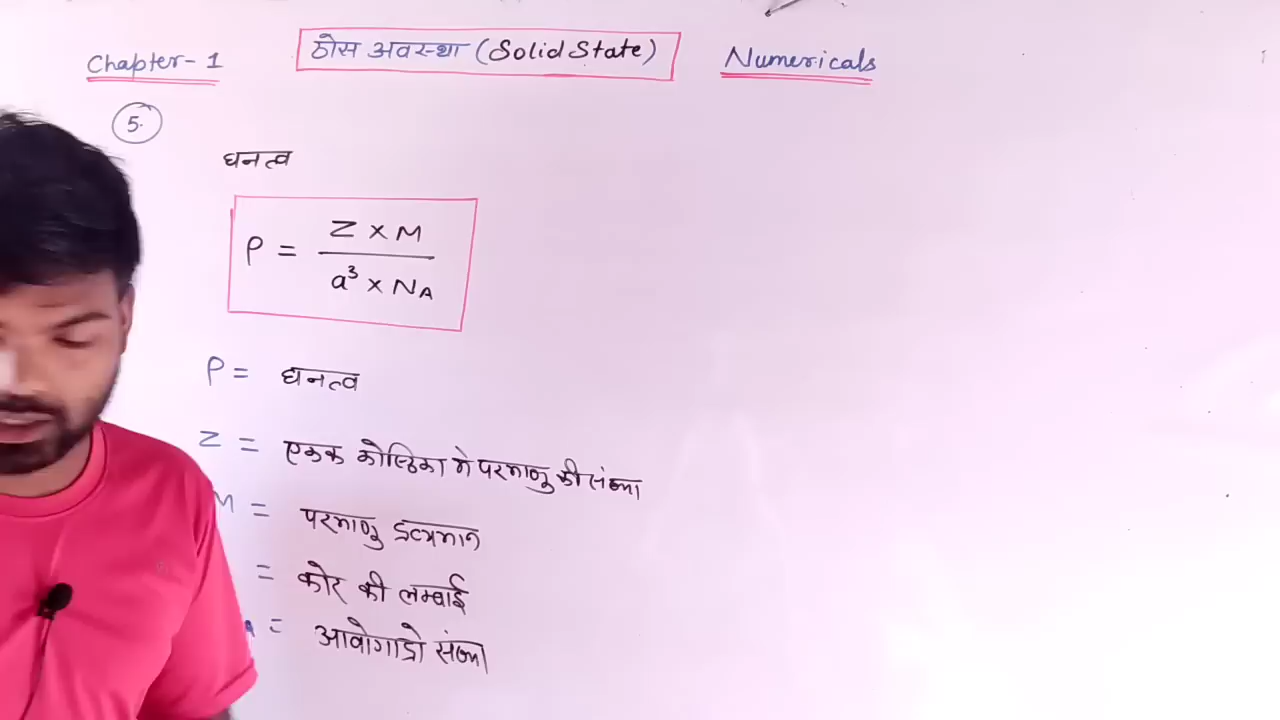 Chapter-1 ठोस अवस्था (Solid State) Numericals
5.
घनत्व
ρ = Z × M / a³ × NA
ρ = घनत्व
Z = एकक कोष्ठिका मे परमाणु की संख्या
M = परमाणु द्रव्यमान
= कोर की लम्बाई
= आवोगाद्रो संख्या